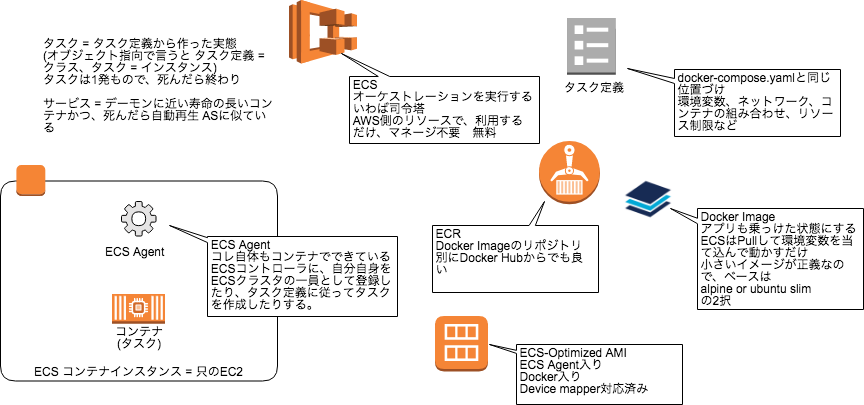 タスク = タスク定義から作った実態
(オブジェクト指向で言うと タスク定義 =
クラス、タスク = インスタンス)
タスクは1発もので、死んだら終わり
サービス = デーモンに近い寿命の長いコン
テナかつ、死んだら自動再生 ASに似てい
る
ECS
オーケストレーションを実行する
いわば司令塔
AWS側のリソースで、利用する
だけ、マネージ不要　無料
タスク定義
docker-compose.yamlと同じ
位置づけ
環境変数、ネットワーク、コ
ンテナの組み合わせ、リソー
ス制限など
ECS Agent
ECS Agent
コレ自体もコンテナでできている
ECSコントローラに、自分自身を
ECSクラスタの一員として登録し
たり、タスク定義に従ってタスク
を作成したりする。
コンテナ
(タスク)
ECS コンテナインスタンス = 只のEC2
ECR
Docker Imageのリポジトリ
別にDocker Hubからでも良
い
Docker Image
アプリも乗っけた状態にする
ECSはPullして環境変数を当
て込んで動かすだけ
小さいイメージが正義なの
で、ベースは
alpine or ubuntu slim
の2択
ECS-Optimized AMI
ECS Agent入り
Docker入り
Device mapper対応済み